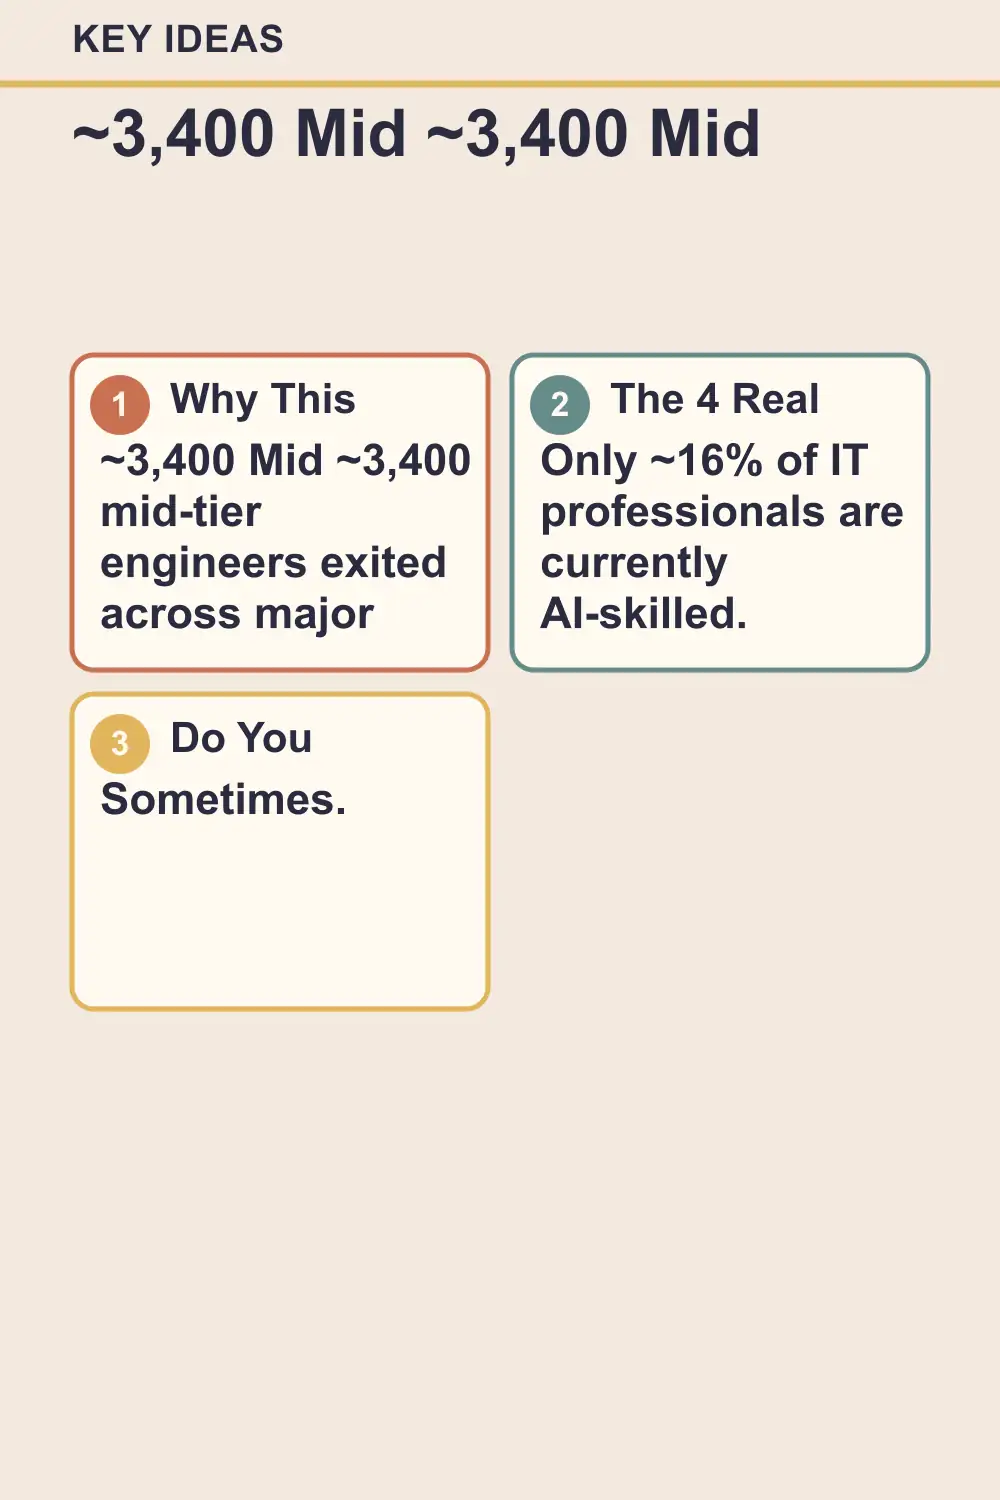 KEY IDEAS
~3,400 Mid ~3,400 Mid
1 Why This
~3,400 Mid ~3,400
mid-tier
engineers exited
across major
2 The 4 Real
Only ~16% of IT
professionals are
currently
AI-skilled.
3 Do You
Sometimes.